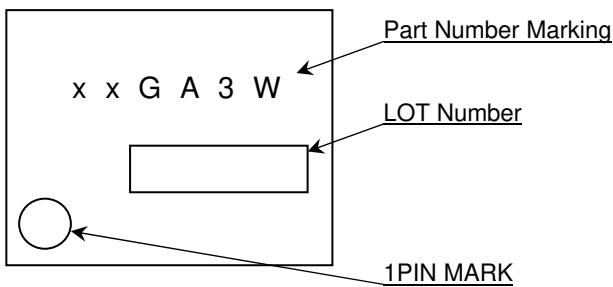 Part Number Marking
x x G A 3 W
LOT Number
1PIN MARK